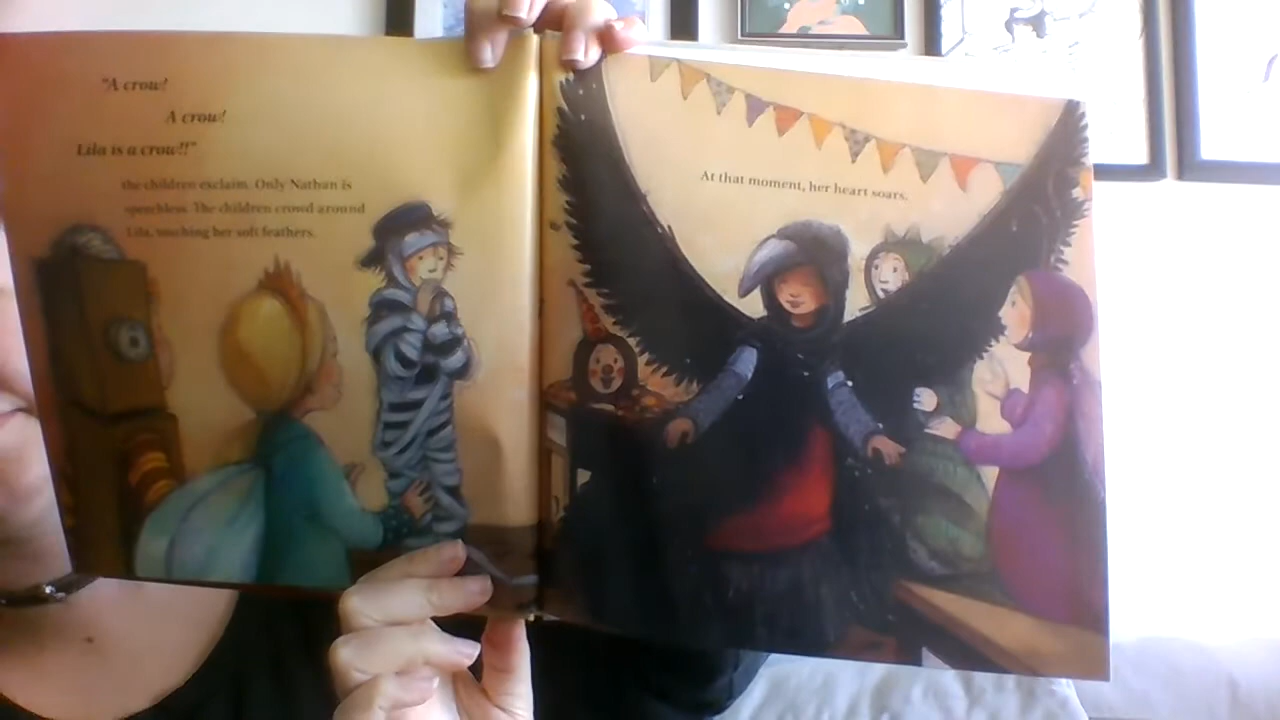 "A crow!
A crow!
Lila is a crow!!"
the children exclaim. Only Nathan is
speechless. The children crowd around
Lila, touching her soft feathers.
At that moment, her heart soars.